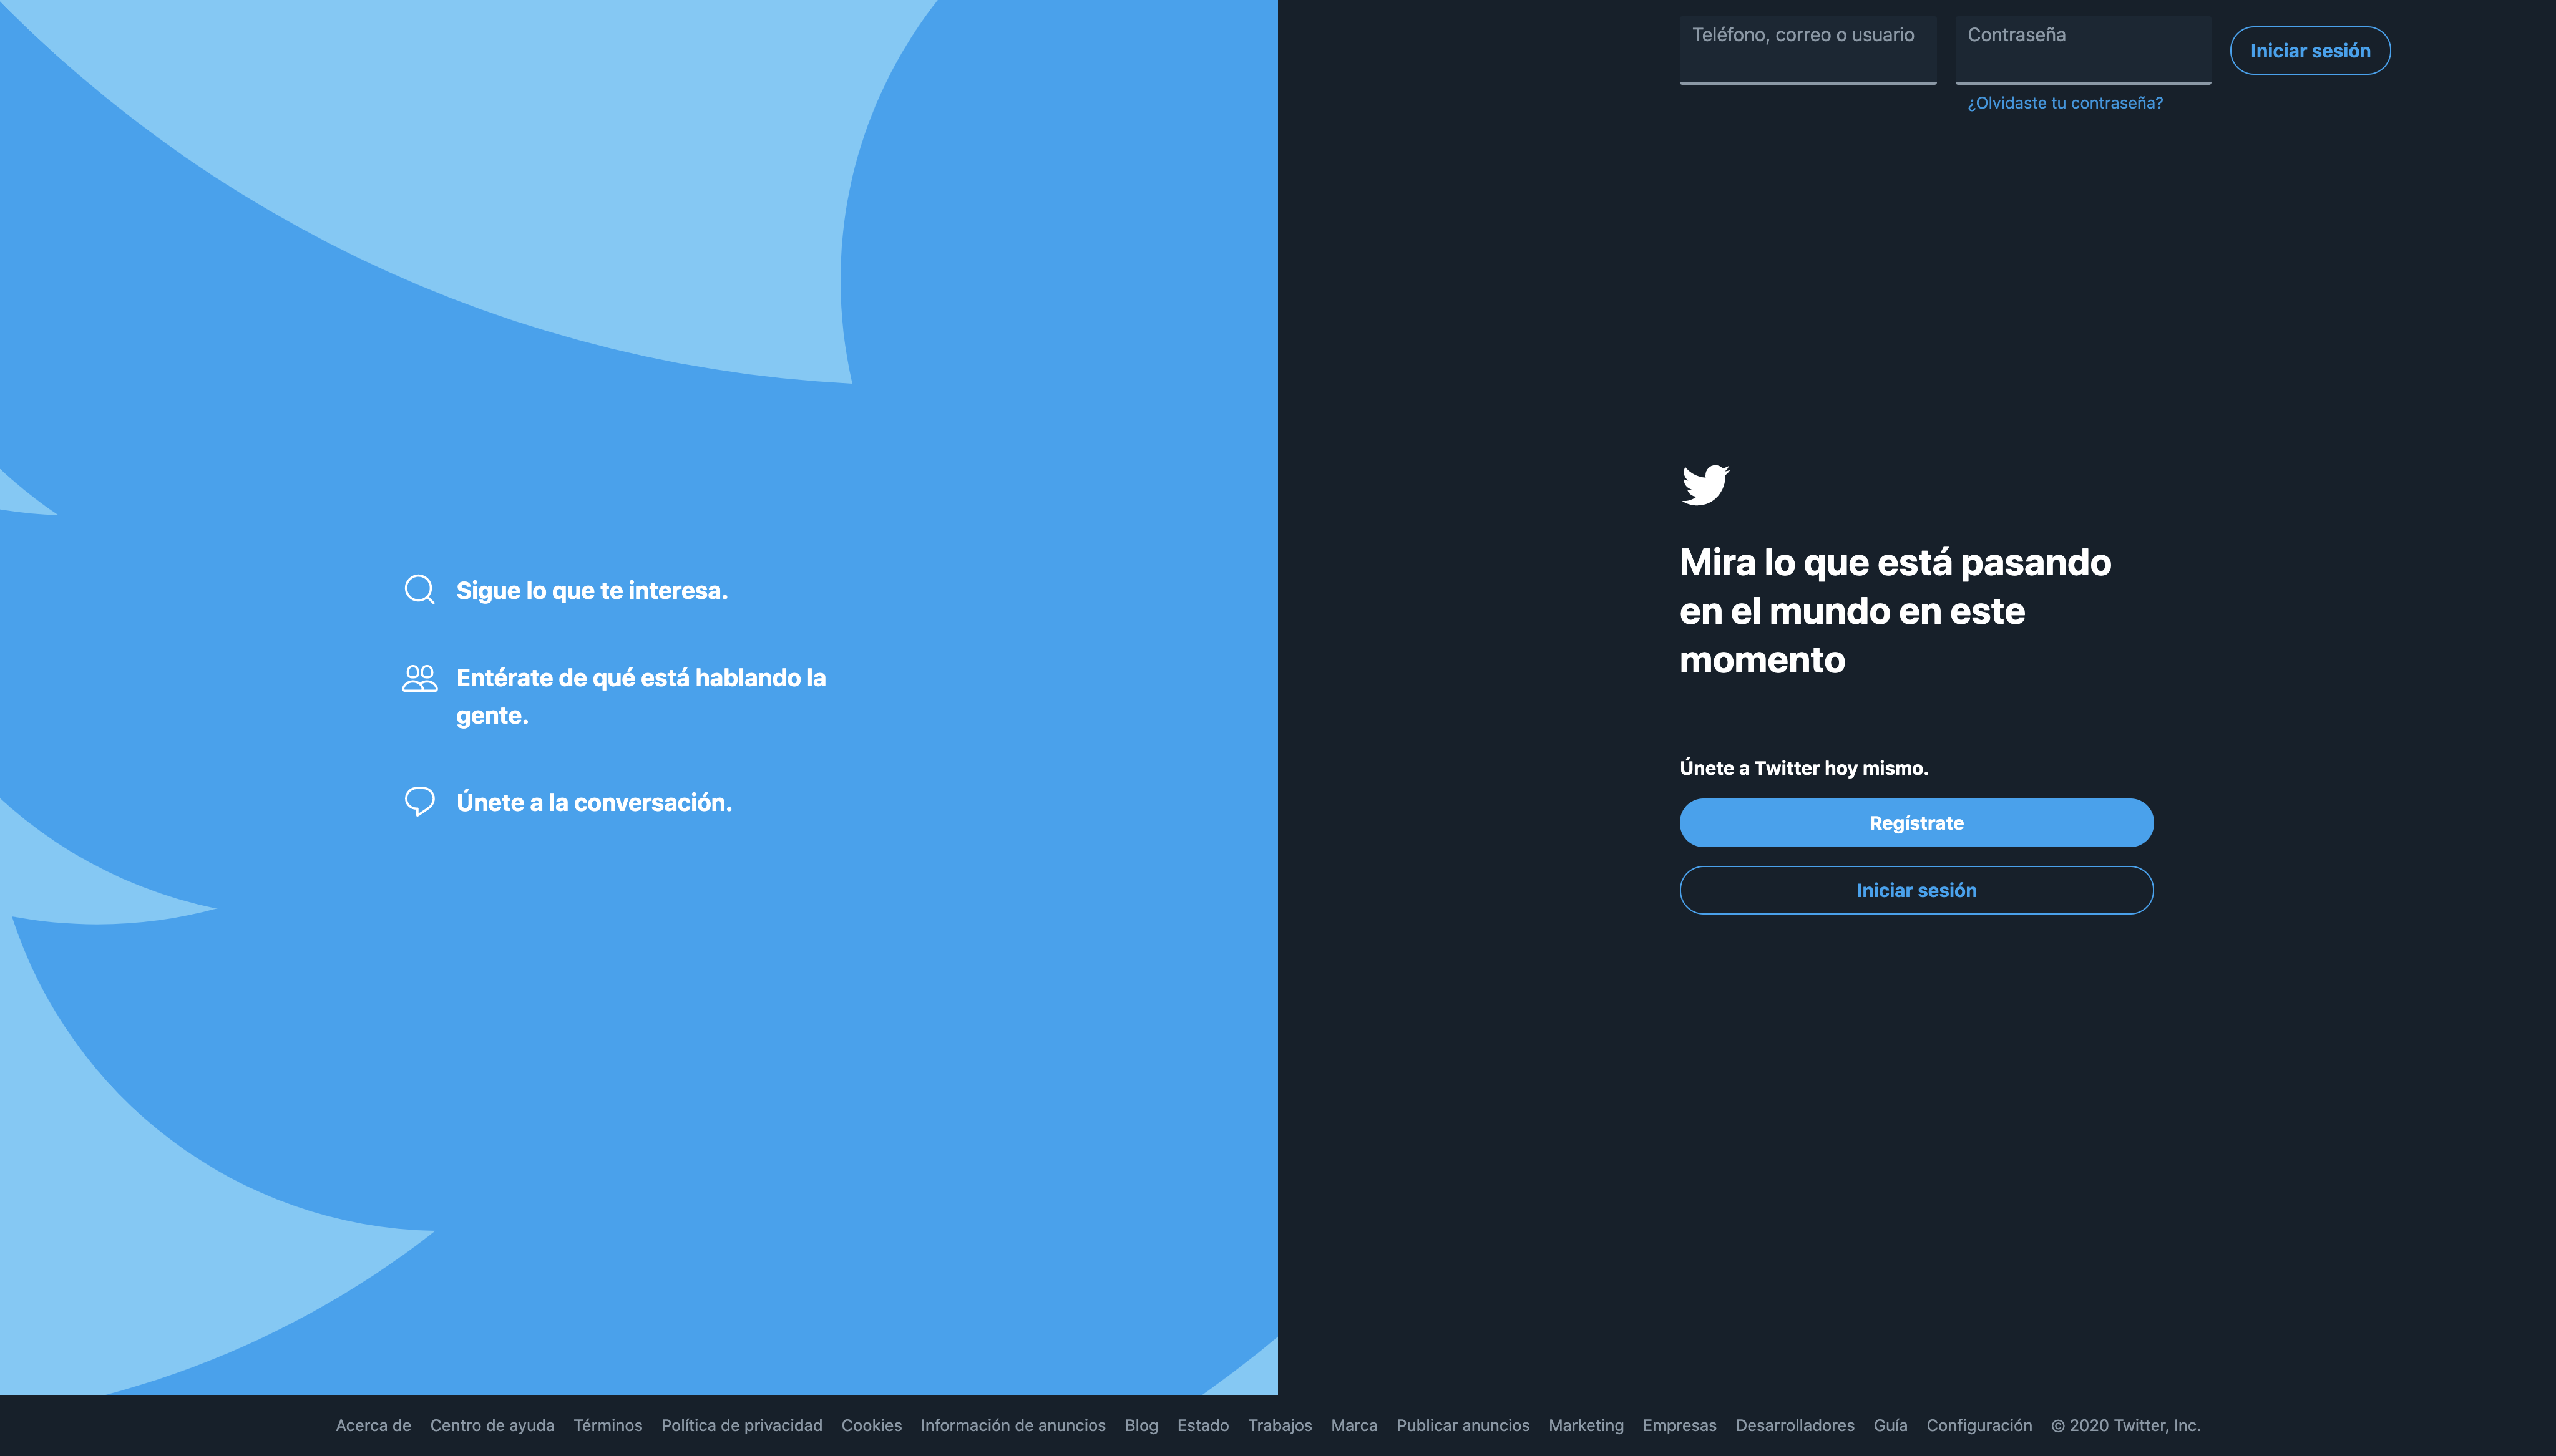 Teléfono, correo o usuario
Contraseña
Iniciar sesión
¿Olvidaste tu contraseña?
Sigue lo que te interesa.
Entérate de qué está hablando la
gente.
Únete a la conversación.
Mira lo que está pasando
en el mundo en este
momento
Únete a Twitter hoy mismo.
Regístrate
Iniciar sesión
Acerca de Centro de ayuda Términos Política de privacidad Cookies Información de anuncios Blog Estado Trabajos Marca Publicar anuncios Marketing Empresas Desarrolladores Guía Configuración © 2020 Twitter, Inc.